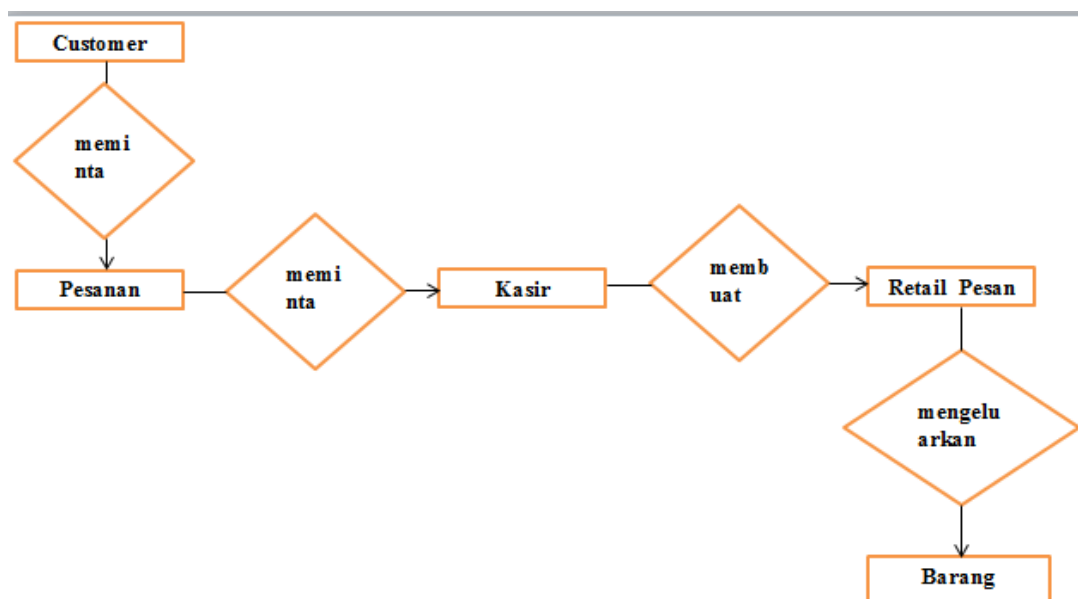 Customer
memi
nta
Pesanan
memi
nta
Kasir
memb
uat
Retail Pesan
mengelu
arkan
Barang